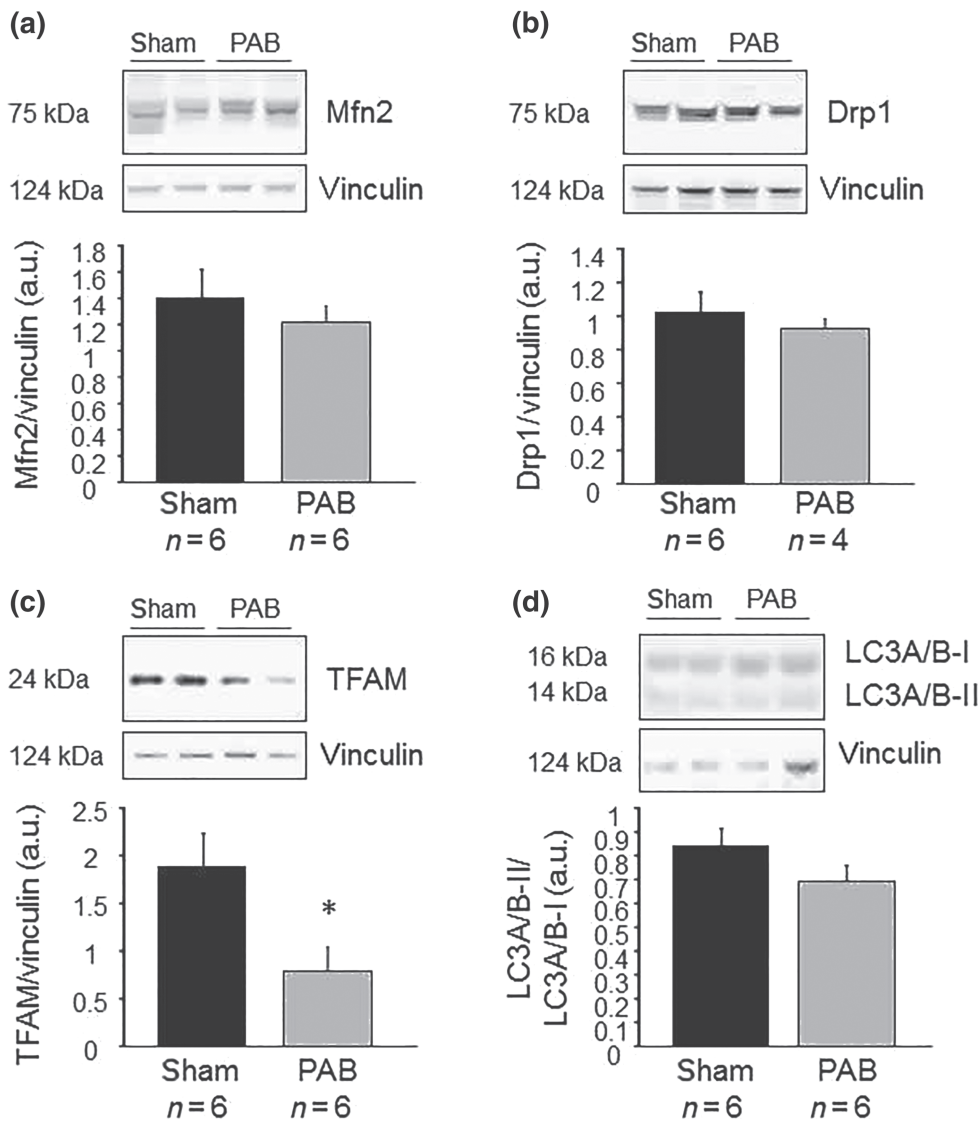 (a)
Sham PAB
75 kDa Mfn2
124 kDa Vinculin
Mfn2/vinculin (a.u.)
1.8
1.6
1.4
1.2
1
0.8
0.6
0.4
0.2
0
Sham PAB
n=6 n=6
(b)
Sham PAB
75 kDa Drp1
124 kDa Vinculin
Drp1/vinculin (a.u.)
1.4
1.2
1
0.8
0.6
0.4
0.2
0
Sham PAB
n=6 n=4
(c)
Sham PAB
24 kDa TFAM
124 kDa Vinculin
TFAM/vinculin (a.u.)
2.5
2
1.5
1
0.5
0
*
Sham PAB
n=6 n=6
(d)
Sham PAB
16 kDa LC3A/B-I
14 kDa LC3A/B-II
124 kDa Vinculin
LC3A/B-II/
LC3A/B-I (a.u.)
1
0.9
0.8
0.7
0.6
0.5
0.4
0.3
0.2
0.1
0
Sham PAB
n=6 n=6